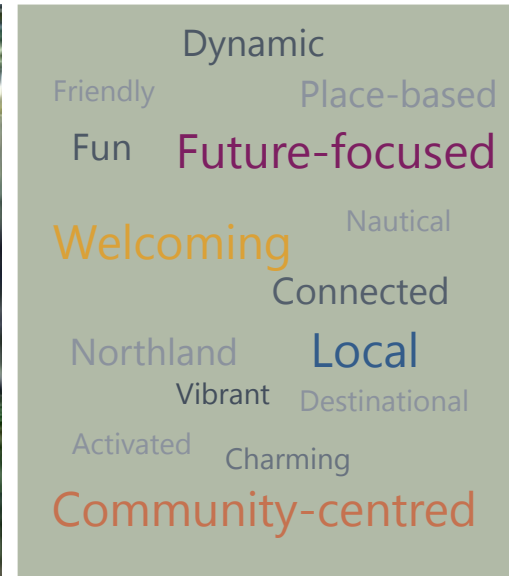 Dynamic
Friendly
Place-based
Fun
Future-focused
Nautical
Welcoming
Connected
Northland
Local
Vibrant
Destinational
Activated
Charming
Community-centred